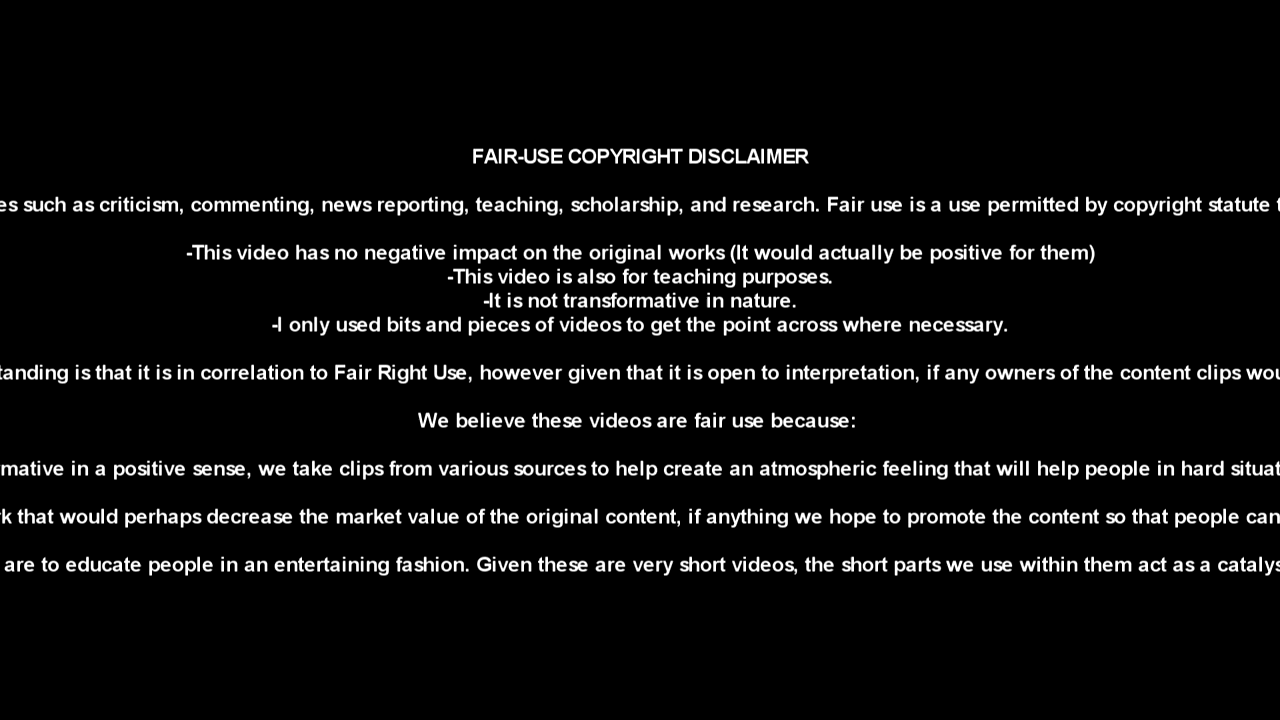 FAIR-USE COPYRIGHT DISCLAIMER
es such as criticism, commenting, news reporting, teaching, scholarship, and research. Fair use is a use permitted by copyright statute t
-This video has no negative impact on the original works (It would actually be positive for them)
-This video is also for teaching purposes.
-It is not transformative in nature.
-I only used bits and pieces of videos to get the point across where necessary.
tanding is that it is in correlation to Fair Right Use, however given that it is open to interpretation, if any owners of the content clips wou
We believe these videos are fair use because:
rmative in a positive sense, we take clips from various sources to help create an atmospheric feeling that will help people in hard situat
k that would perhaps decrease the market value of the original content, if anything we hope to promote the content so that people can
are to educate people in an entertaining fashion. Given these are very short videos, the short parts we use within them act as a catalys